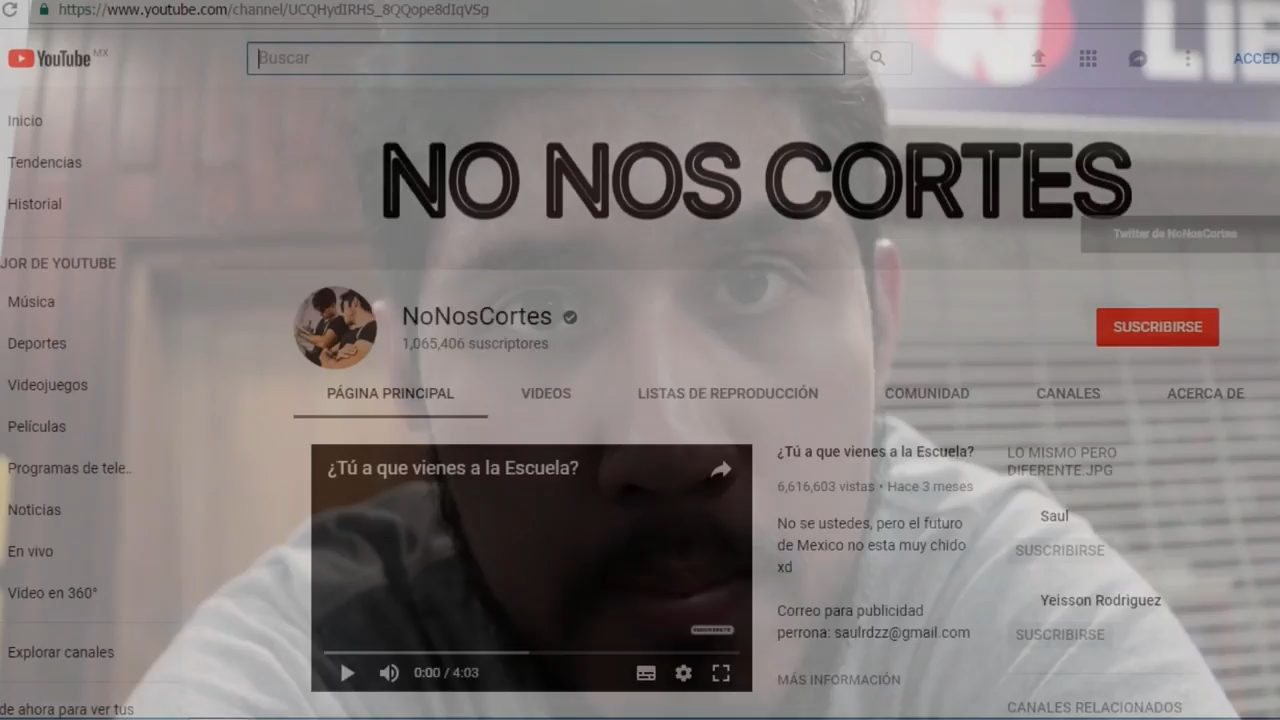 https://www.youtube.com/channel/UCQHydIRHS_8QQope8dIqVSg
YouTube MX
Buscar
LIE
ACCED
Inicio
Tendencias
Historial
JOR DE YOUTUBE
Música
Deportes
Videojuegos
Películas
Programas de tele..
Noticias
En vivo
Video en 360°
Explorar canales
de ahora para ver tus
NO NOS CORTES
Twitter de NoNosCortes
NoNosCortes
1,065,406 suscriptores
SUSCRIBIRSE
PÁGINA PRINCIPAL
VIDEOS
LISTAS DE REPRODUCCIÓN
COMUNIDAD
CANALES
ACERCA DE
¿Tú a que vienes a la Escuela?
0:00 / 4:03
¿Tú a que vienes a la Escuela?
6,616,603 vistas • Hace 3 meses
No se ustedes, pero el futuro
de Mexico no esta muy chido
xd
Correo para publicidad
perrona: saulrdzz@gmail.com
MÁS INFORMACIÓN
LO MISMO PERO
DIFERENTE.JPG
Saul
SUSCRIBIRSE
Yeisson Rodriguez
SUSCRIBIRSE
CANALES RELACIONADOS